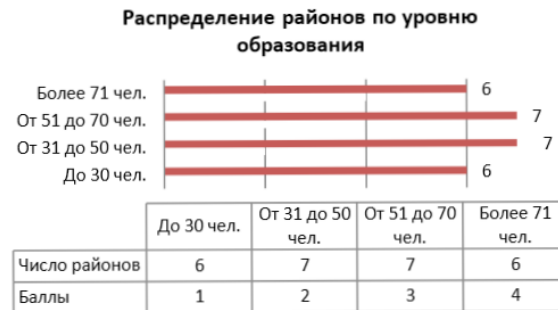 Распределение районов по уровню
образования
Более 71 чел. 6
От 51 до 70 чел. 7
От 31 до 50 чел. 7
До 30 чел. 6
До 30 чел. От 31 до 50 чел. От 51 до 70 чел. Более 71 чел.
Число районов 6 7 7 6
Баллы 1 2 3 4